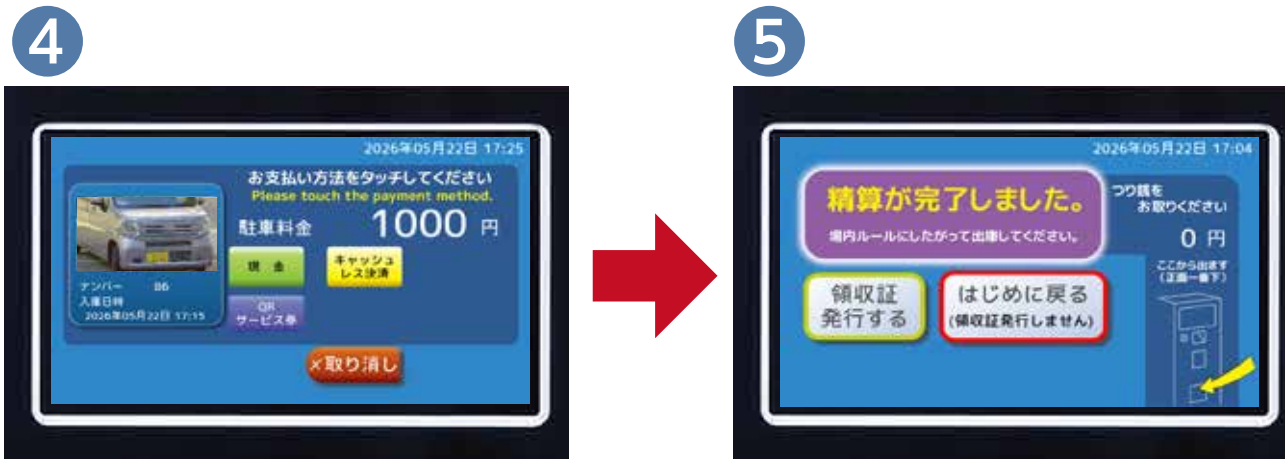 4
2026年05月22日 17:25
お支払い方法をタッチしてください
Please touch the payment method.
駐車料金 1000 円
現 金
キャッシュ
レス決済
ナンバー 86
入庫日時
2026年05月22日 17:15
QR
サービス券
×取り消し
5
2026年05月22日 17:04
精算が完了しました。
場内ルールにしたがって出庫してください。
つり銭を
お取りください
0 円
ここから出ます
(正面一番下)
領収証
発行する
はじめに戻る
(領収証発行しません)